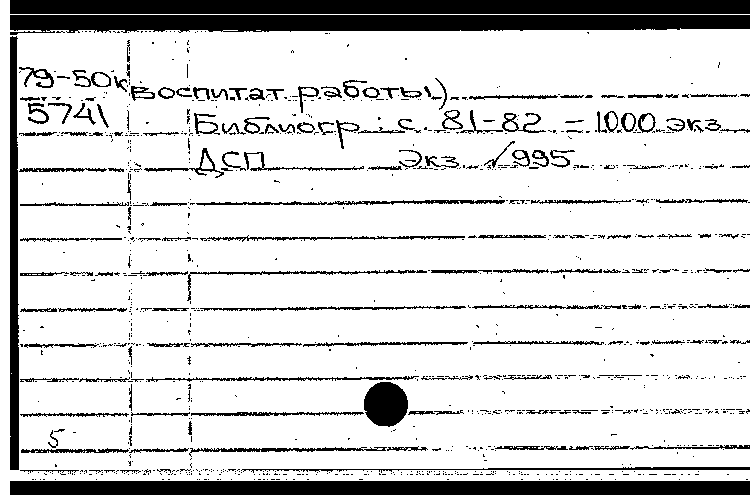 79-50к воспитат. работы)
5741 Библиогр.: с. 81-82 = 1000 экз
ДСП Экз. √995
5